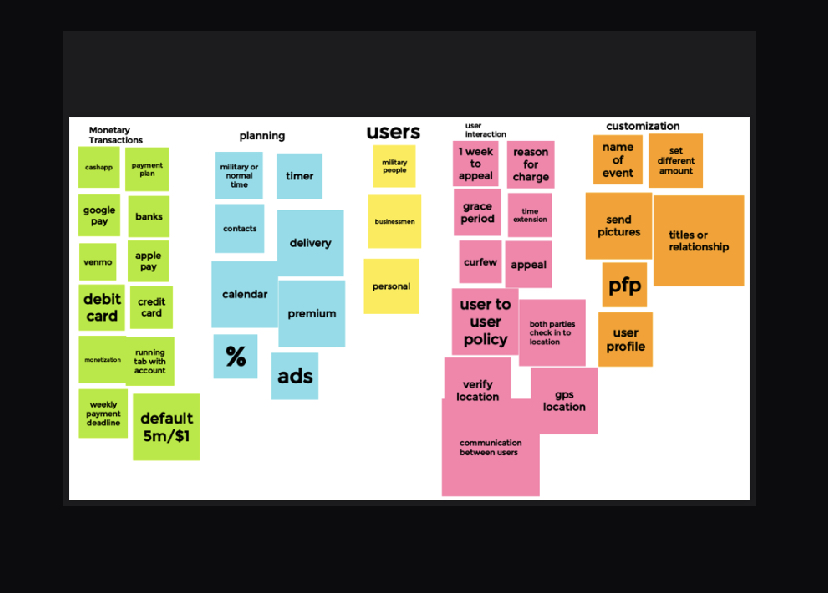 Monetary
Transactions
cashapp
payment
plan
google
pay
banks
venmo
apple
pay
debit
card
credit
card
monetization
running
tab with
account
weekly
payment
deadline
default
5m/$1
planning
military or
normal
time
timer
contacts
delivery
calendar
premium
%
ads
users
military
people
businessmen
personal
user
interaction
1 week
to
appeal
reason
for
charge
grace
period
time
extension
curfew
appeal
user to
user
policy
both parties
check in to
location
verify
location
gps
location
communication
between users
customization
name
of
event
set
different
amount
send
pictures
titles or
relationship
pfp
user
profile